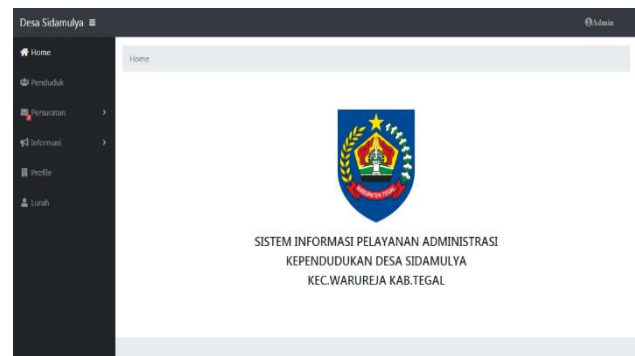 Desa Sidamulya
Admin
Home
Home
Penduduk
Persuratan
Informasi
Profile
Lurah
KABUPATEN TEGAL
SISTEM INFORMASI PELAYANAN ADMINISTRASI
KEPENDUDUKAN DESA SIDAMULYA
KEC.WARUREJA KAB.TEGAL